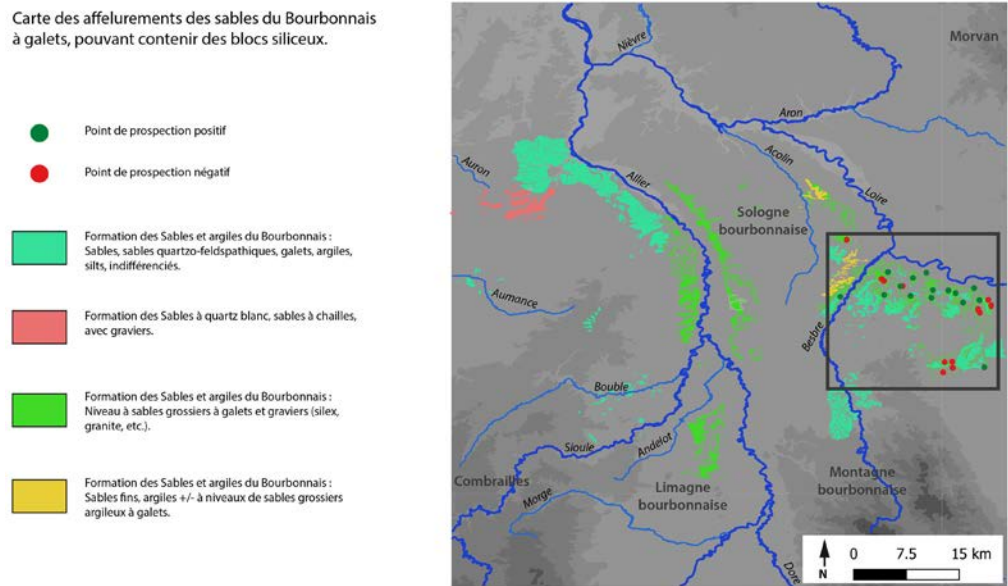 Carte des affelurements des sables du Bourbonnais
à galets, pouvant contenir des blocs siliceux.
Point de prospection positif
Point de prospection négatif
Formation des Sables et argiles du Bourbonnais :
Sables, sables quartzo-feldspathiques, galets, argiles,
silts, indifférenciés.
Formation des Sables à quartz blanc, sables à chailles,
avec graviers.
Formation des Sables et argiles du Bourbonnais :
Niveau à sables grossiers à galets et graviers (silex,
granite, etc.).
Formation des Sables et argiles du Bourbonnais :
Sables fins, argiles +/- à niveaux de sables grossiers
argileux à galets.
Nièvre
Morvan
Aron
Acolin
Auron
Allier
Loire
Sologne
bourbonnaise
Aumance
Besbre
Bouble
Sioule
Andelot
Combrailles
Morge
Limagne
bourbonnaise
Montagne
bourbonnaise
Dore
N
0 7.5 15 km